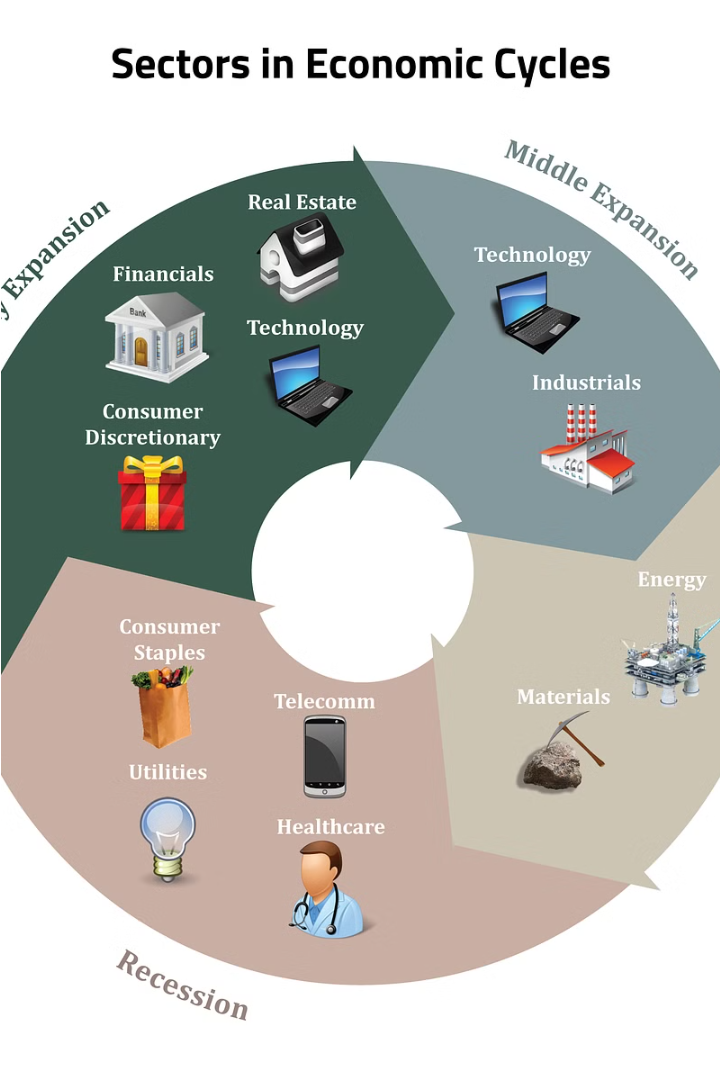 Sectors in Economic Cycles
Middle Expansion
Expansion
Real Estate
Financials
Bank
Technology
Consumer
Discretionary
Technology
Industrials
Energy
Materials
Consumer
Staples
Telecomm
Utilities
Healthcare
Recession